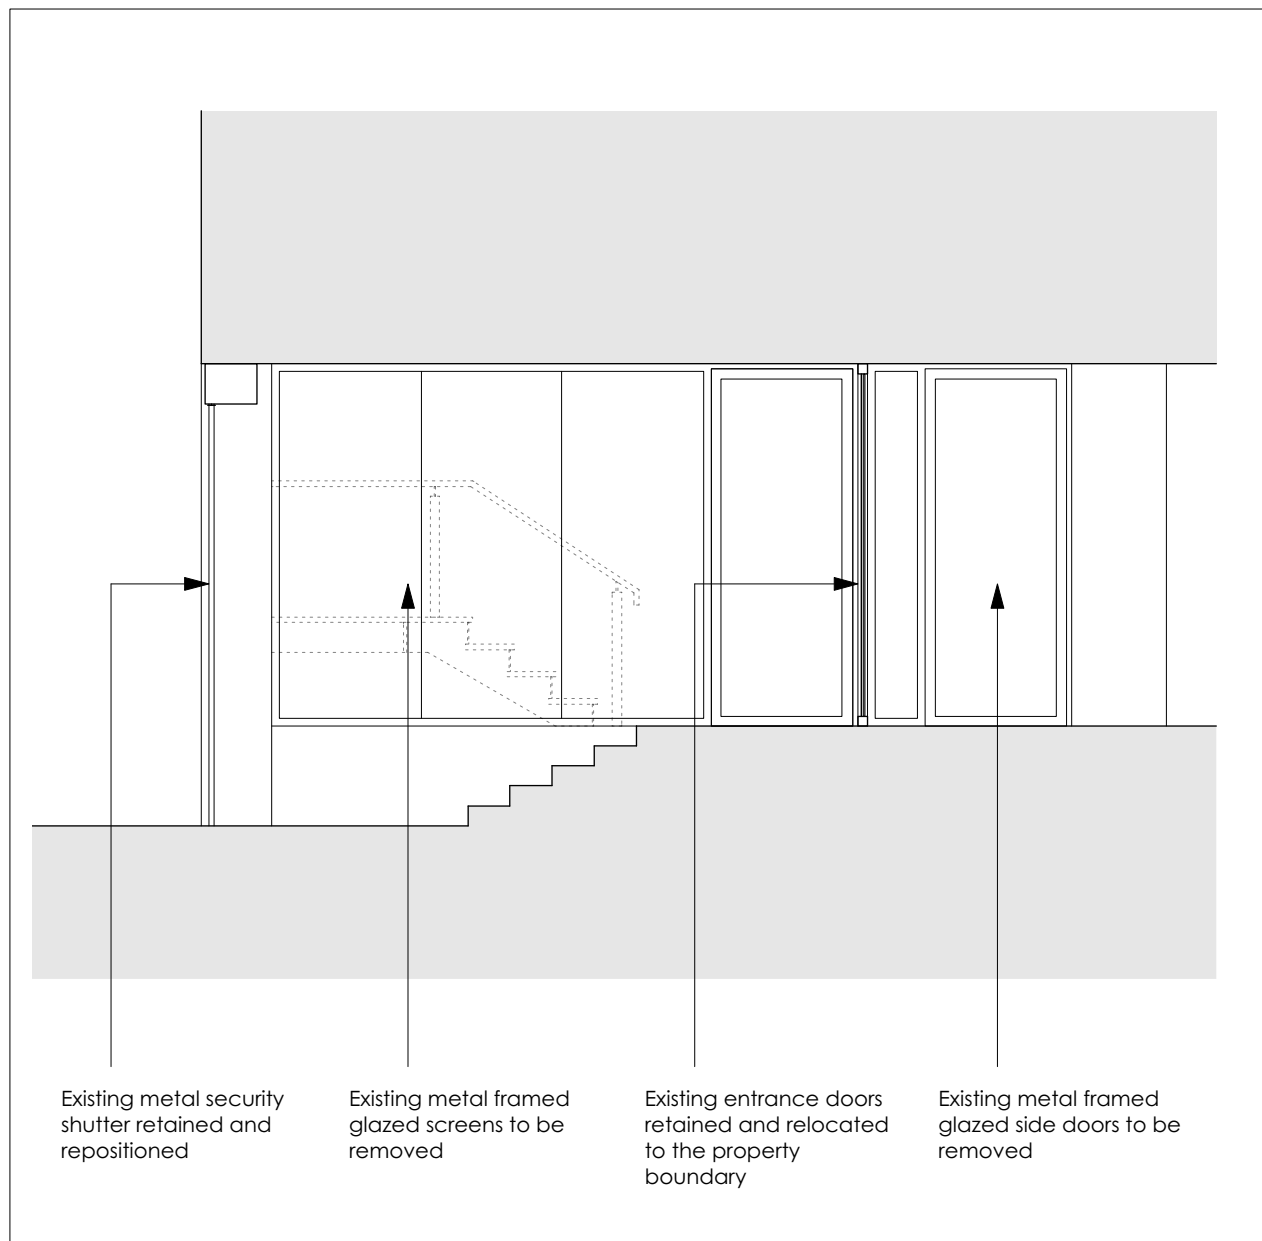 Existing metal security
shutter retained and
repositioned
Existing metal framed
glazed screens to be
removed
Existing entrance doors
retained and relocated
to the property
boundary
Existing metal framed
glazed side doors to be
removed